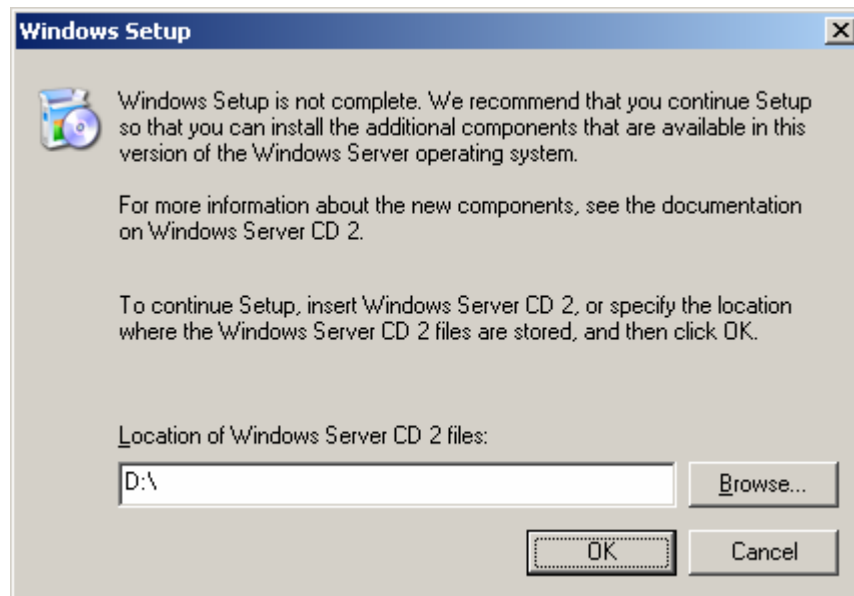 Windows Setup
Windows Setup is not complete. We recommend that you continue Setup
so that you can install the additional components that are available in this
version of the Windows Server operating system.
For more information about the new components, see the documentation
on Windows Server CD 2.
To continue Setup, insert Windows Server CD 2, or specify the location
where the Windows Server CD 2 files are stored, and then click OK.
Location of Windows Server CD 2 files:
D:\
Browse...
OK
Cancel